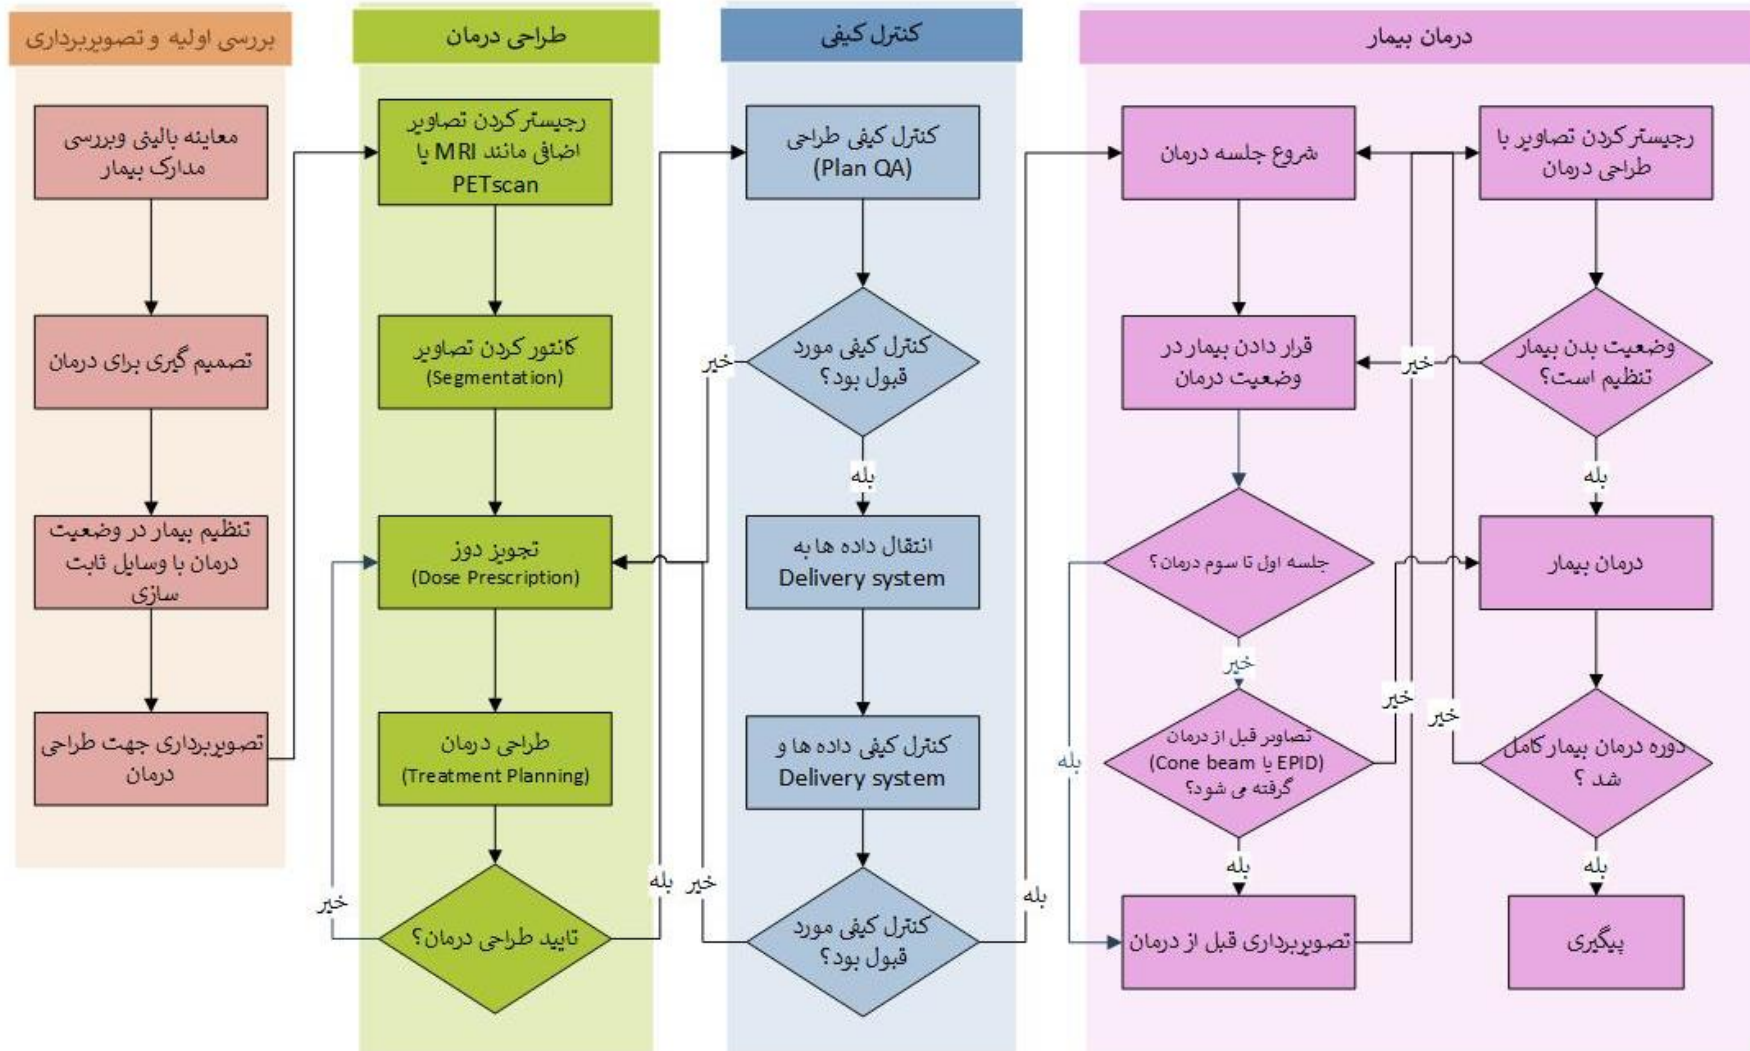 بررسی اولیه و تصویربرداری
معاینه بالینی وبررسی
مدارک بیمار
تصمیم گیری برای درمان
تنظیم بیمار در وضعیت
درمان با وسایل ثابت
سازی
تصویربرداری جهت طراحی
درمان
طراحی درمان
رجیستر کردن تصاویر
اضافی مانند MRI یا
PETscan
کانتور کردن تصاویر
(Segmentation)
تجویز دوز
(Dose Prescription)
طراحی درمان
(Treatment Planning)
تایید طراحی درمان؟
خیر
بله
کنترل کیفی
کنترل کیفی طراحی
(Plan QA)
کنترل کیفی مورد
قبول بود؟
خیر
بله
انتقال داده ها به
Delivery system
کنترل کیفی داده ها و
Delivery system
کنترل کیفی مورد
قبول بود؟
خیر
بله
درمان بیمار
شروع جلسه درمان
قرار دادن بیمار در
وضعیت درمان
جلسه اول تا سوم درمان؟
بله
خیر
تصاویر قبل از درمان
(Cone beam یا EPID)
گرفته می شود؟
خیر
بله
تصویربرداری قبل از درمان
رجیستر کردن تصاویر با
طراحی درمان
وضعیت بدن بیمار
تنظیم است؟
خیر
بله
درمان بیمار
دوره درمان بیمار کامل
شد ؟
خیر
بله
پیگیری